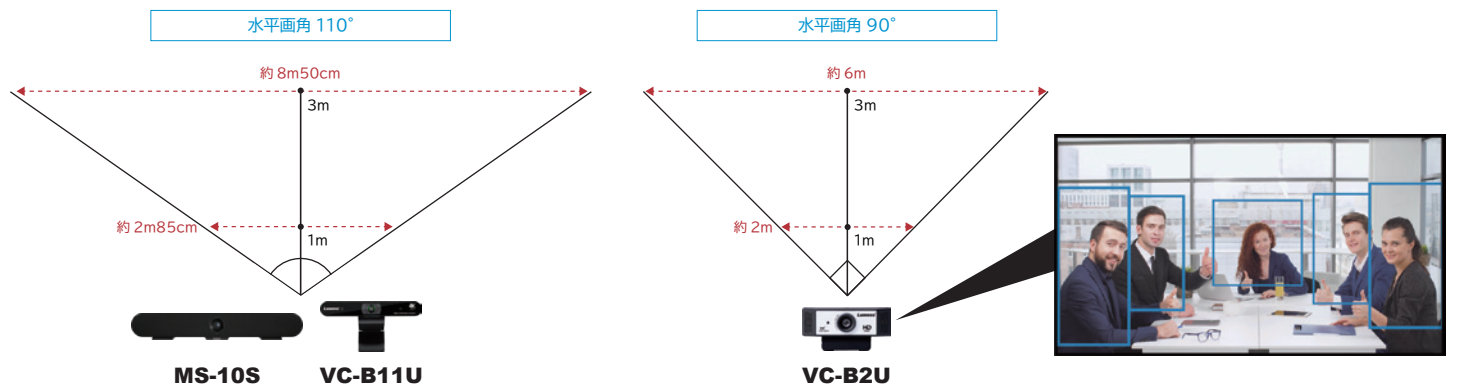 水平画角 110°
水平画角 90°
約 8m50cm
約 6m
3m
3m
約 2m85cm
約 2m
1m
1m
MS-10S
VC-B11U
VC-B2U